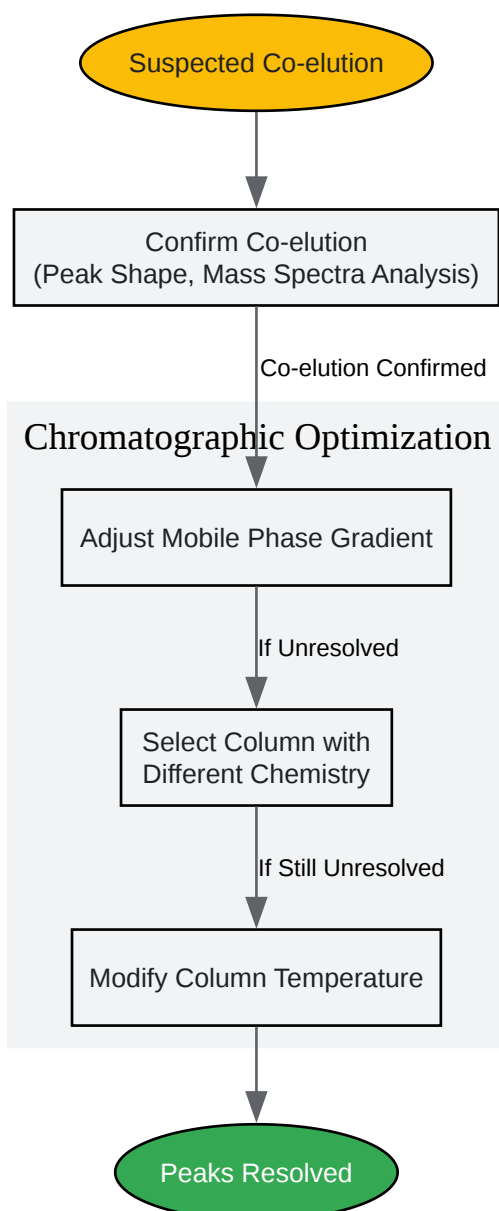 Suspected Co-elution
Confirm Co-elution
(Peak Shape, Mass Spectra Analysis)
Co-elution Confirmed
Chromatographic Optimization
Adjust Mobile Phase Gradient
If Unresolved
Select Column with
Different Chemistry
If Still Unresolved
Modify Column Temperature
Peaks Resolved